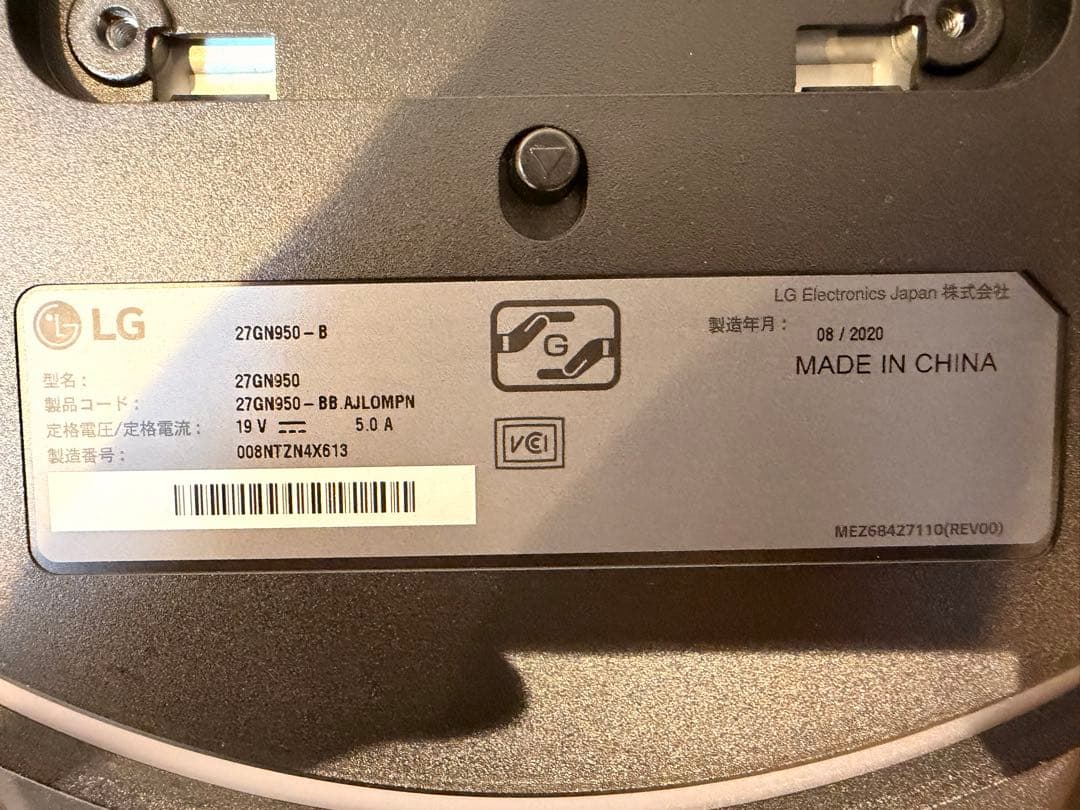 LG
27GN950-B
型名: 27GN950
製品コード: 27GN950-BB.AJLOMPN
定格電圧/定格電流: 19 V 5.0 A
製造番号: 008NTZN4X613
G
VCI
LG Electronics Japan 株式会社
製造年月: 08 / 2020
MADE IN CHINA
MEZ68427110(REV00)